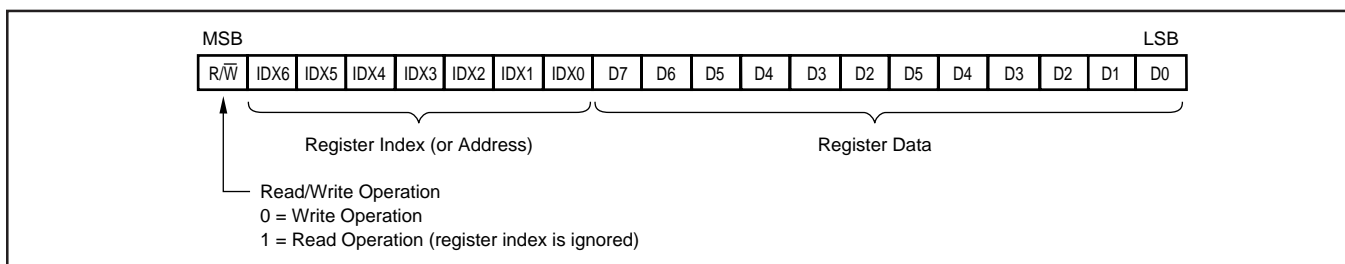 MSB LSB
R/W̅ IDX6 IDX5 IDX4 IDX3 IDX2 IDX1 IDX0 D7 D6 D5 D4 D3 D2 D5 D4 D3 D2 D1 D0
Register Index (or Address) Register Data
Read/Write Operation
0 = Write Operation
1 = Read Operation (register index is ignored)